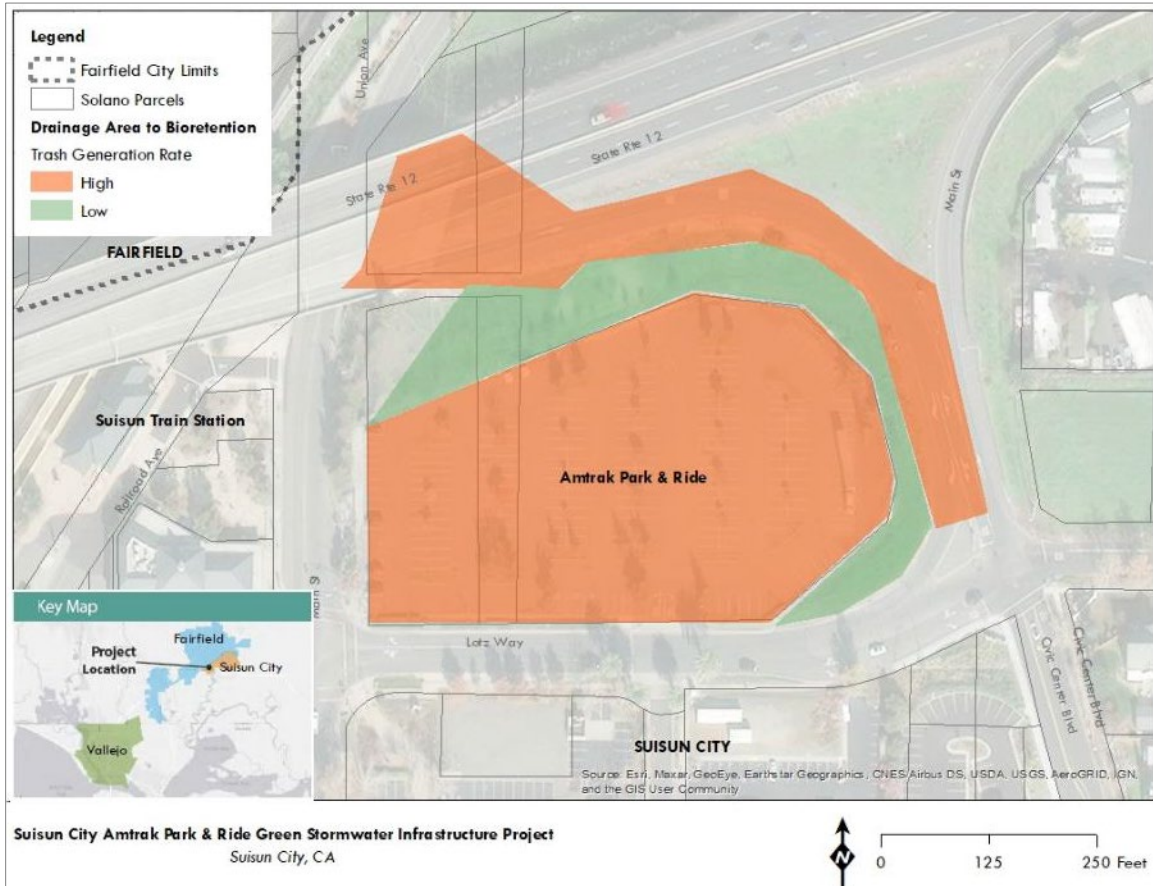 Legend
Fairfield City Limits
Solano Parcels
Drainage Area to Bioretention
Trash Generation Rate
High
Low
Union Ave
State Rte 12
State Rte 12
Main St
FAIRFIELD
Suisun Train Station
Railroad Ave
Amtrak Park & Ride
Main St
Lotz Way
Civic Center Blvd
Civic Center Blvd
SUISUN CITY
Key Map
Fairfield
Project
Location
Suisun City
Vallejo
Source: Esri, Maxar, GeoEye, Earthstar Geographics, CNES/Airbus DS, USDA, USGS, AeroGRID, IGN,
and the GIS User Community
Suisun City Amtrak Park & Ride Green Stormwater Infrastructure Project
Suisun City, CA
N
0 125 250 Feet